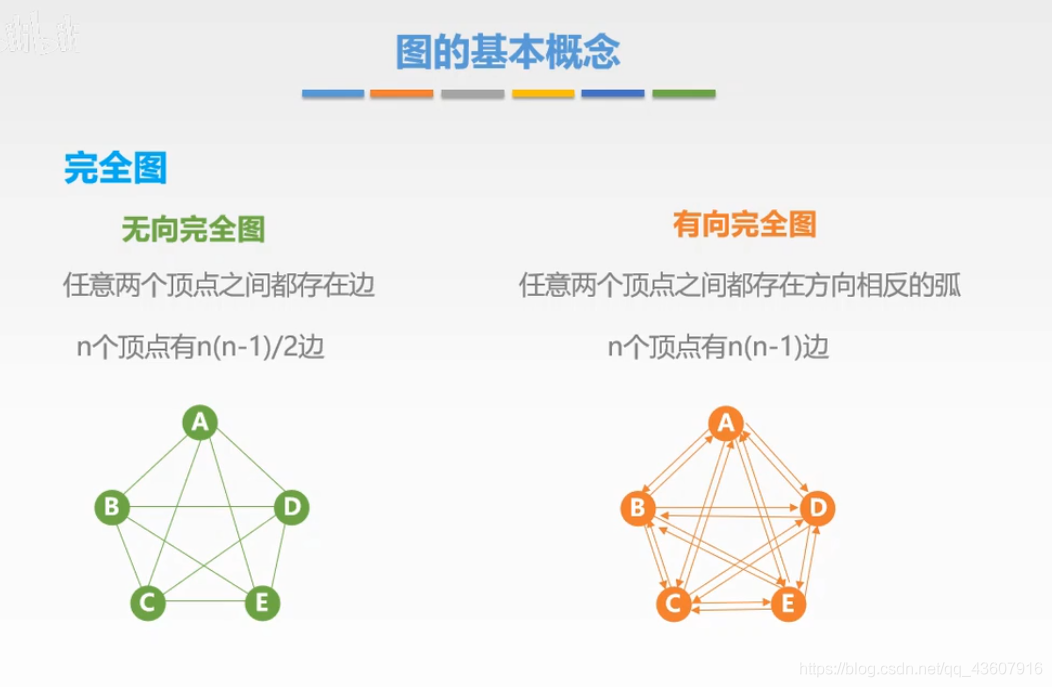 图的基本概念
完全图
无向完全图
任意两个顶点之间都存在边
n个顶点有n(n-1)/2边
A
B
D
C
E
有向完全图
任意两个顶点之间都存在方向相反的弧
n个顶点有n(n-1)边
A
B
D
C
E
https://blog.csdn.net/qq_43607916